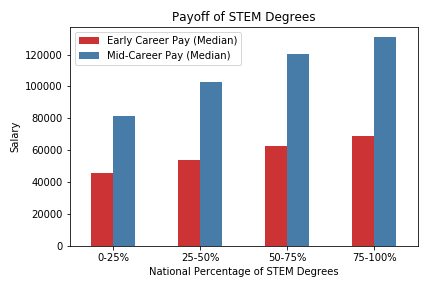 Payoff of STEM Degrees
Early Career Pay (Median)
Mid-Career Pay (Median)
Salary
120000
100000
80000
60000
40000
20000
0
0-25%
25-50%
50-75%
75-100%
National Percentage of STEM Degrees